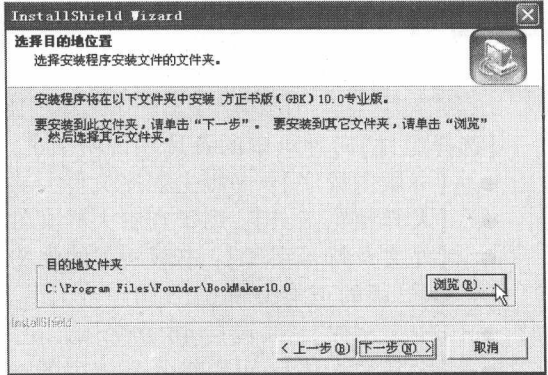 InstallShield Wizard
选择目的地位置
选择安装程序安装文件的文件夹。
安装程序将在以下文件夹中安装 方正书版(GBK)10.0专业版。
要安装到此文件夹,请单击“下一步”。 要安装到其它文件夹,请单击“浏览”
,然后选择其它文件夹。
目的地文件夹
C:\Program Files\Founder\BookMaker10.0
浏览(R)...
InstallShield
< 上一步(B)
下一步(N) >
取消